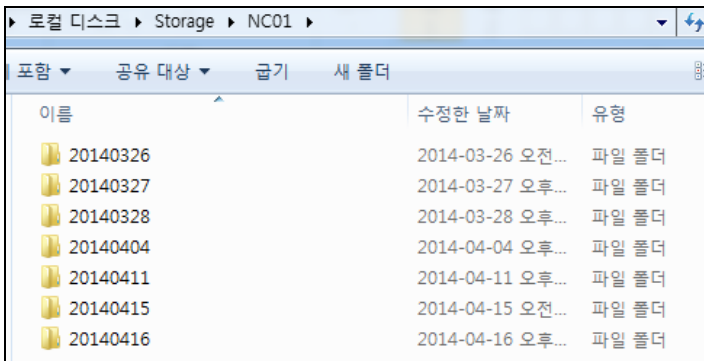 로컬 디스크 ▸ Storage ▸ NC01 ▸
포함 ▼ 공유 대상 ▼ 굽기 새 폴더
이름 수정한 날짜 유형
20140326 2014-03-26 오전... 파일 폴더
20140327 2014-03-27 오후... 파일 폴더
20140328 2014-03-28 오후... 파일 폴더
20140404 2014-04-04 오후... 파일 폴더
20140411 2014-04-11 오후... 파일 폴더
20140415 2014-04-15 오전... 파일 폴더
20140416 2014-04-16 오후... 파일 폴더